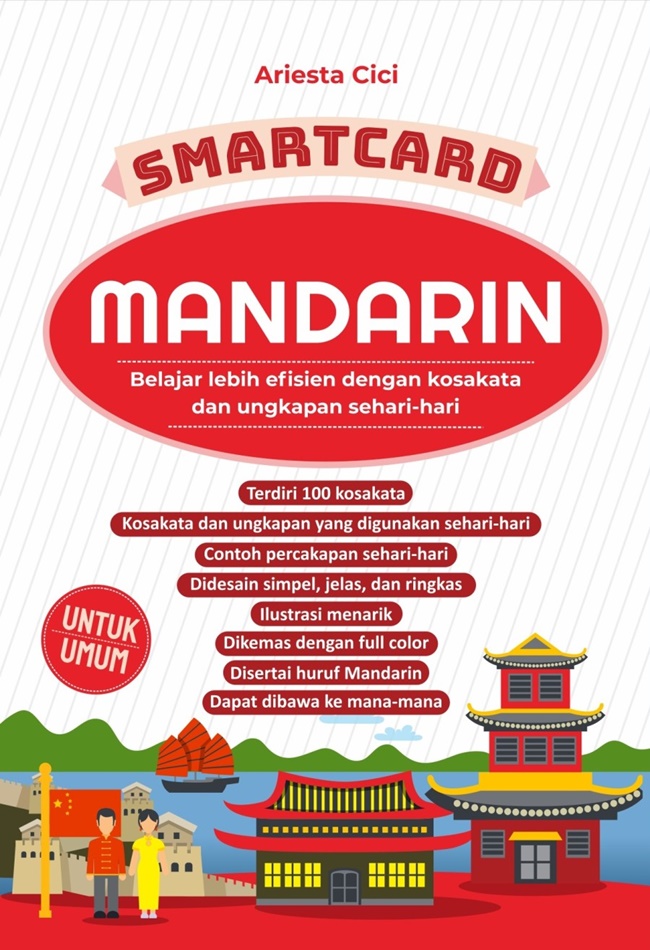 Ariesta Cici
SMARTCARD
MANDARIN
Belajar lebih efisien dengan kosakata
dan ungkapan sehari-hari
Terdiri 100 kosakata
Kosakata dan ungkapan yang digunakan sehari-hari
Contoh percakapan sehari-hari
Didesain simpel, jelas, dan ringkas
Ilustrasi menarik
Dikemas dengan full color
Disertai huruf Mandarin
Dapat dibawa ke mana-mana
UNTUK
UMUM